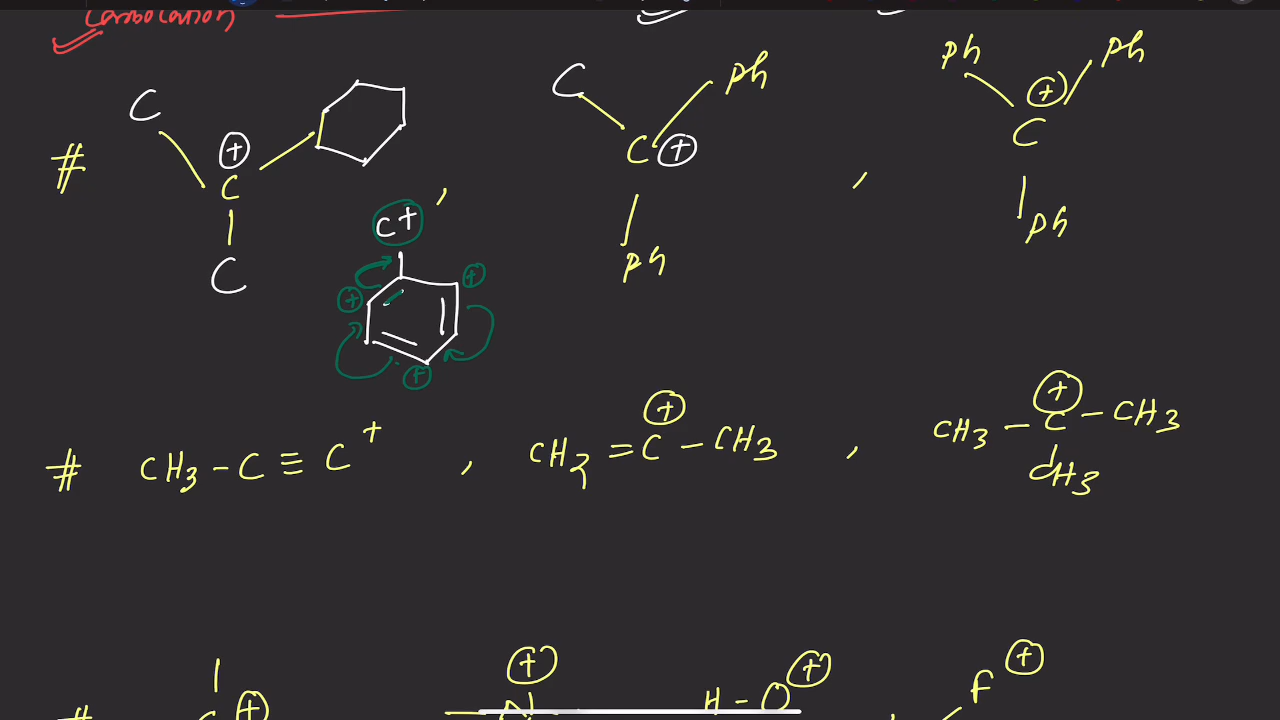 Carbocation
C Ph Ph Ph
# C + C + C +
C , Ph , Ph
C+
+ +
+
# CH3 - C ≡ C+ , CH2 = C+ - CH3 , CH3 - C+ - CH3
CH3
+ N + H - O + F +
# C